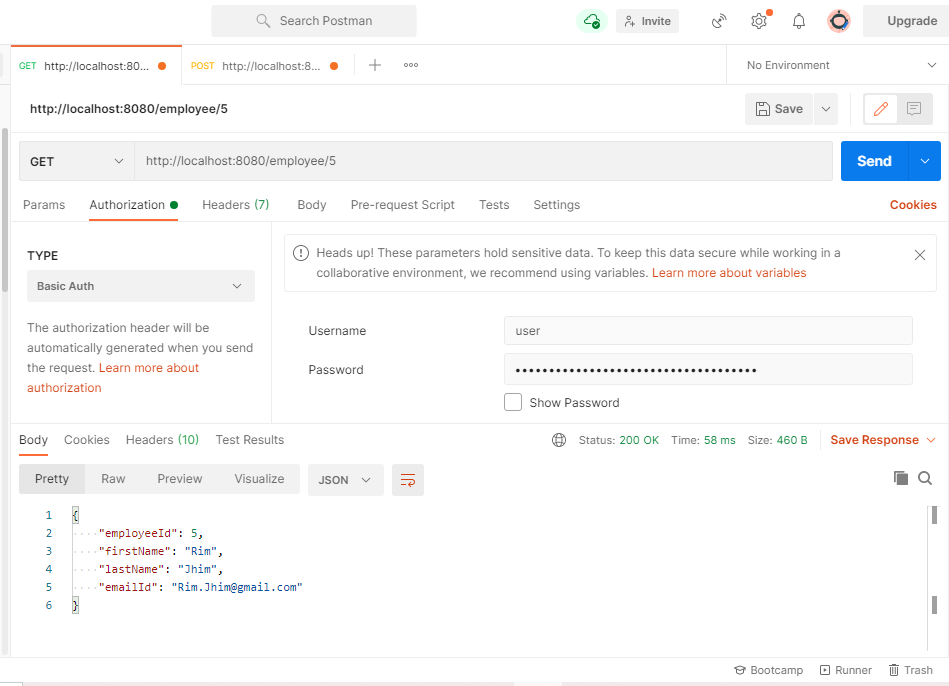 Search Postman
Invite
Upgrade
GET http://localhost:80...
POST http://localhost:8...
No Environment
http://localhost:8080/employee/5
Save
GET
http://localhost:8080/employee/5
Send
Params Authorization Headers (7) Body Pre-request Script Tests Settings Cookies
TYPE
Basic Auth
The authorization header will be
automatically generated when you send
the request. Learn more about
authorization
Heads up! These parameters hold sensitive data. To keep this data secure while working in a
collaborative environment, we recommend using variables. Learn more about variables
Username user
Password •••••••••••••••••••••••••••••••••••
Show Password
Body Cookies Headers (10) Test Results Status: 200 OK Time: 58 ms Size: 460 B Save Response
Pretty Raw Preview Visualize JSON
1 {
2 "employeeId": 5,
3 "firstName": "Rim",
4 "lastName": "Jhim",
5 "emailId": "Rim.Jhim@gmail.com"
6 }
Bootcamp Runner Trash